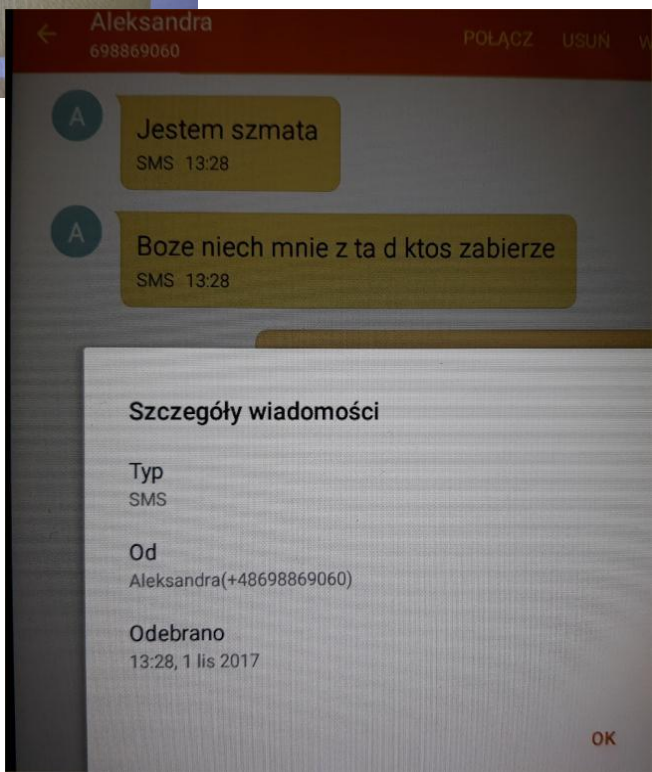 Aleksandra
698869060
POŁĄCZ USUŃ
A
Jestem szmata
SMS 13:28
A
Boze niech mnie z ta d ktos zabierze
SMS 13:28
Szczegóły wiadomości
Typ
SMS
Od
Aleksandra(+48698869060)
Odebrano
13:28, 1 lis 2017
OK